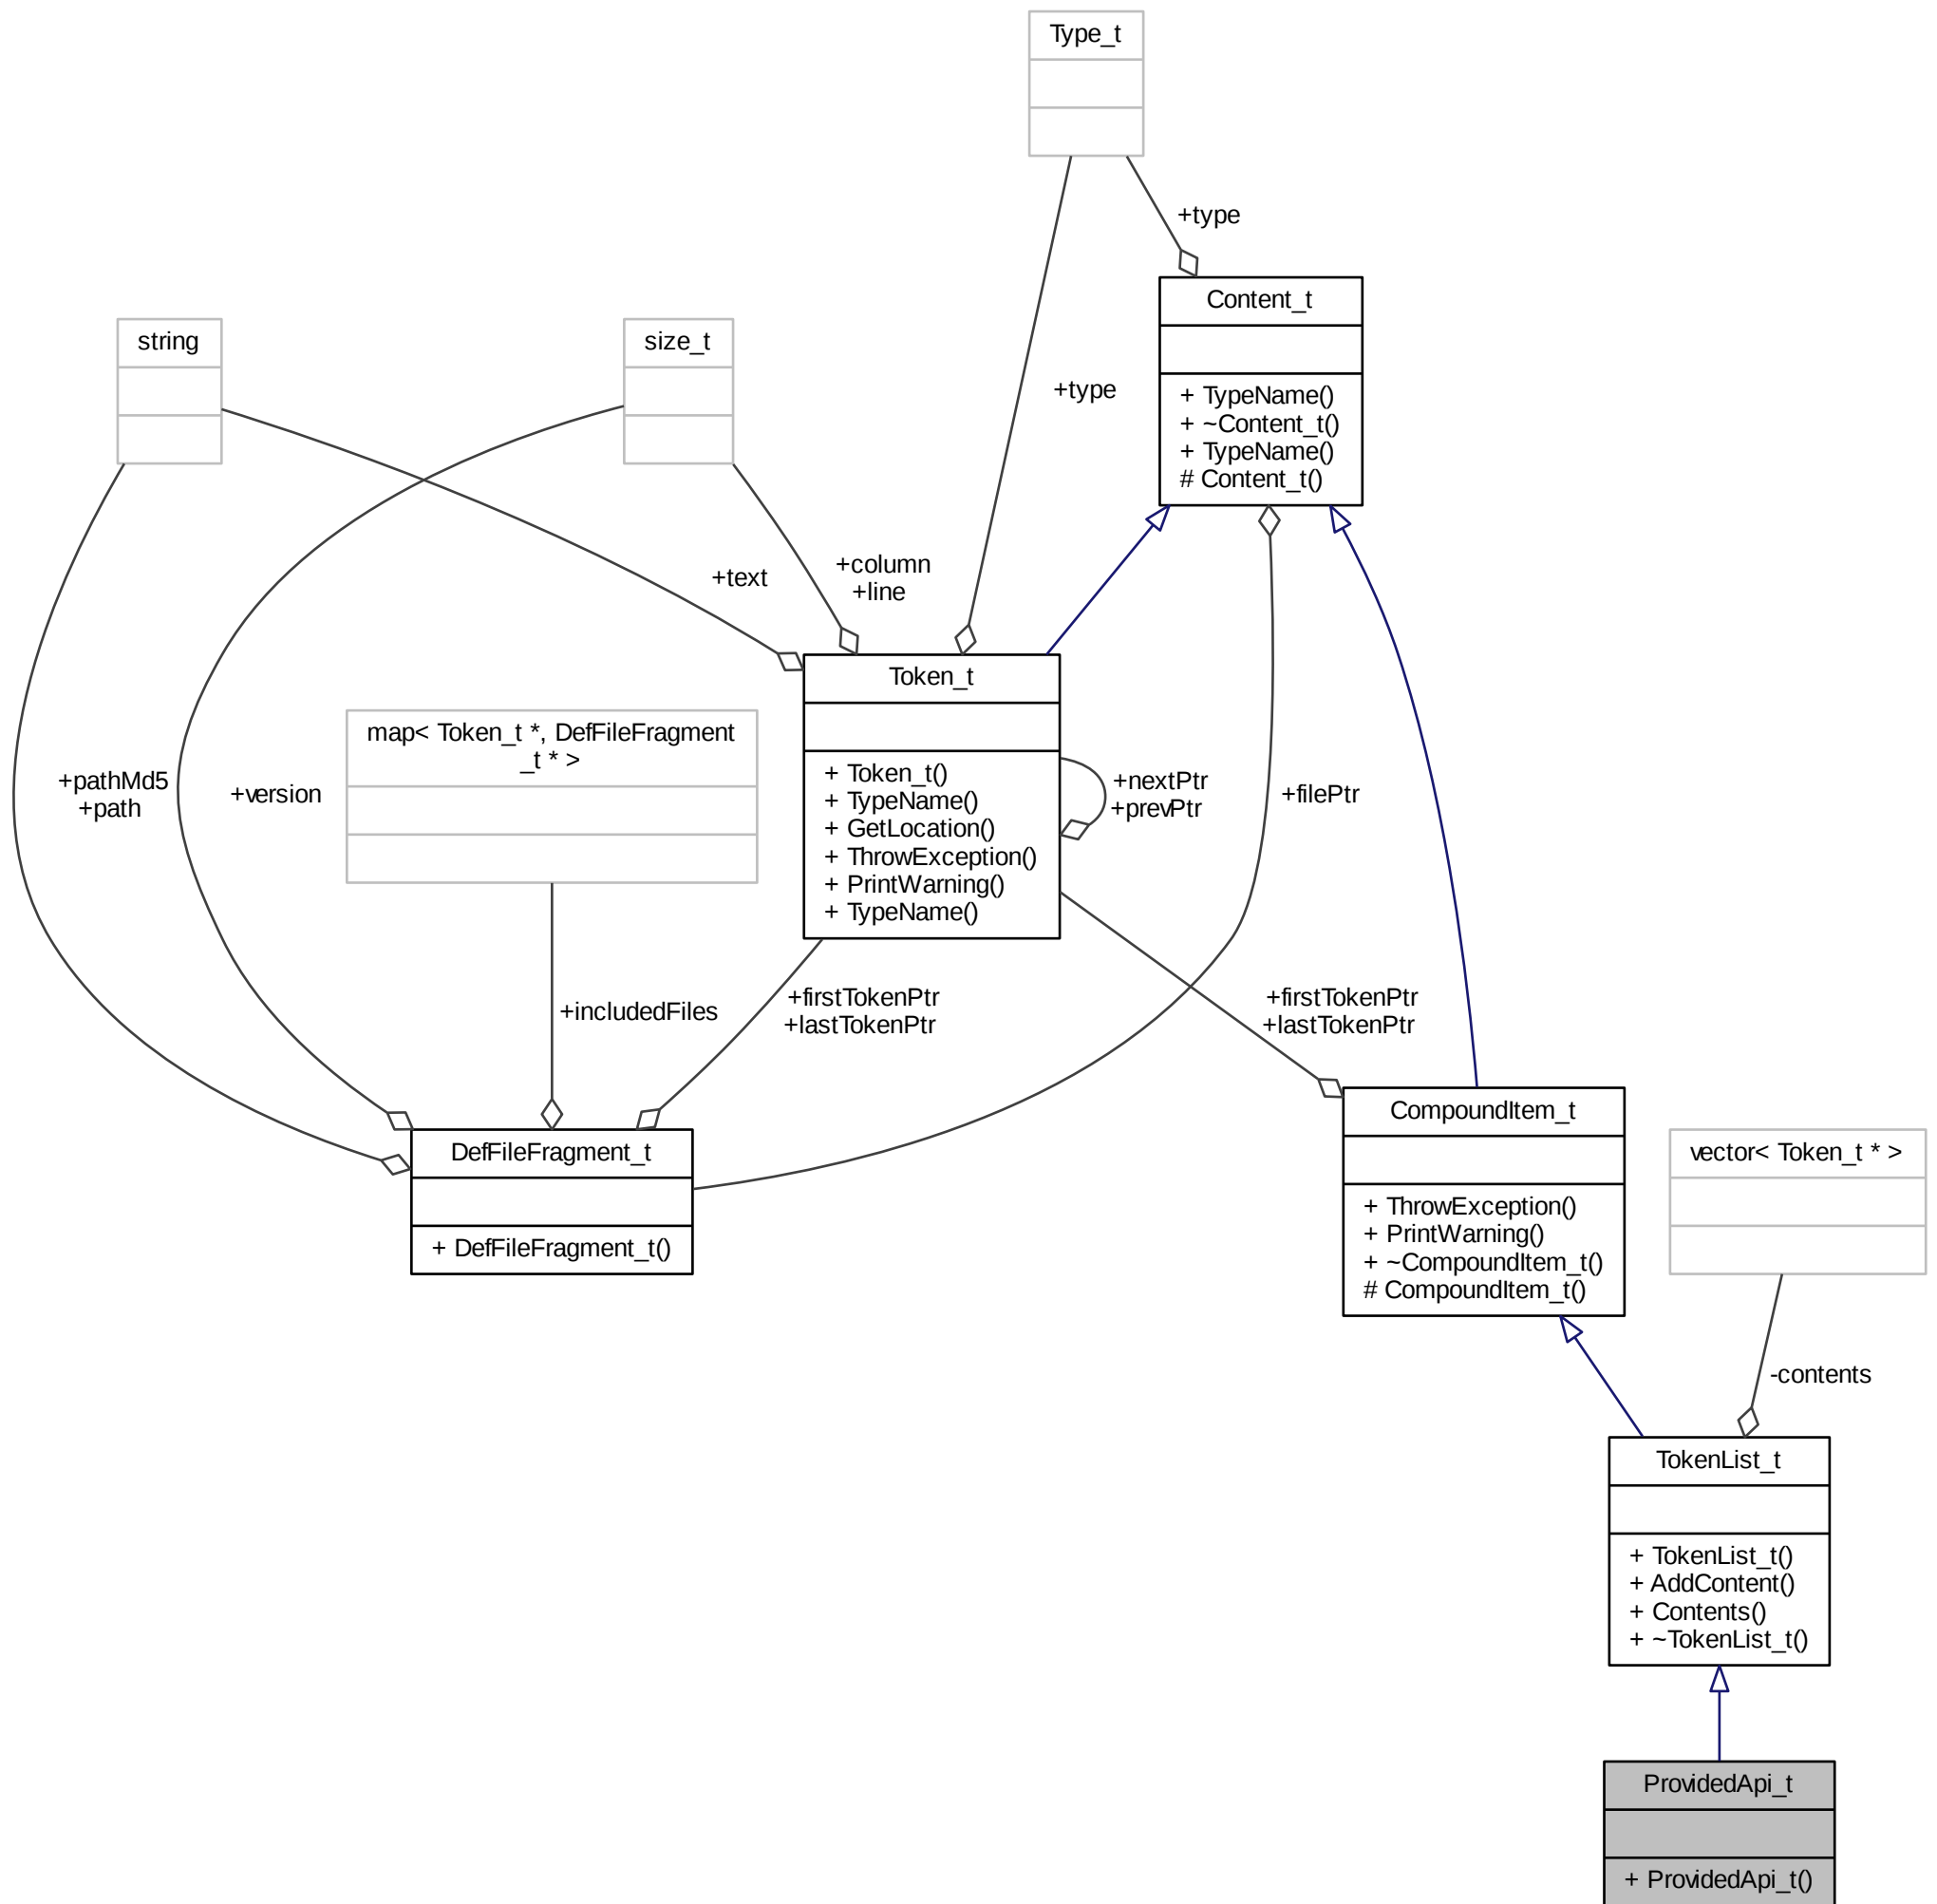 Type_t
+type
Content_t
+ TypeName()
+ ~Content_t()
+ TypeName()
# Content_t()
string
size_t
+type
+text
+column
+line
Token_t
+ Token_t()
+ TypeName()
+ GetLocation()
+ ThrowException()
+ PrintWarning()
+ TypeName()
map< Token_t *, DefFileFragment
_t * >
+pathMd5
+path
+version
+nextPtr
+prevPtr
+filePtr
+includedFiles
+firstTokenPtr
+lastTokenPtr
+firstTokenPtr
+lastTokenPtr
DefFileFragment_t
+ DefFileFragment_t()
CompoundItem_t
+ ThrowException()
+ PrintWarning()
+ ~CompoundItem_t()
# CompoundItem_t()
vector< Token_t * >
-contents
TokenList_t
+ TokenList_t()
+ AddContent()
+ Contents()
+ ~TokenList_t()
ProvidedApi_t
+ ProvidedApi_t()